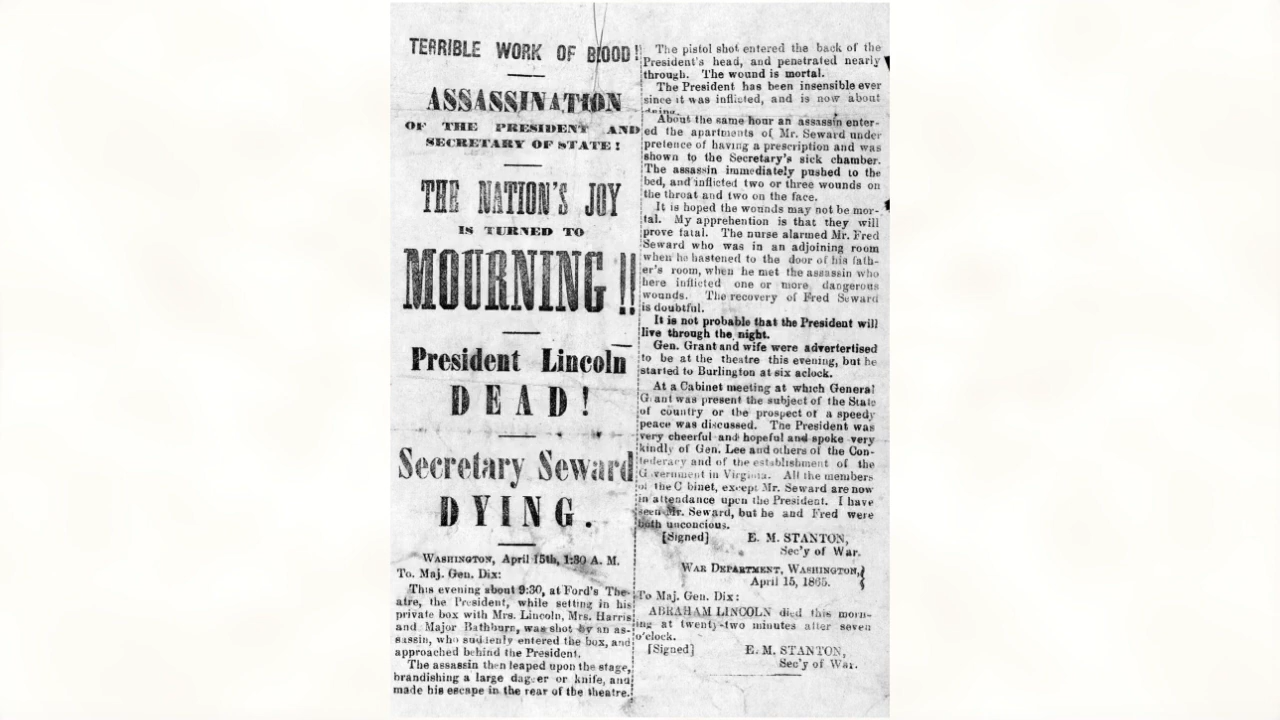 TERRIBLE WORK OF BLOOD!
ASSASSINATION
OF THE PRESIDENT AND
SECRETARY OF STATE!
THE NATION'S JOY
IS TURNED TO
MOURNING!!
President Lincoln
DEAD!
Secretary Seward
DYING.
WASHINGTON, April 15th, 1:30 A. M.
To. Maj. Gen. Dix:
This evening about 9:30, at Ford's The-
atre, the President, while setting in his
private box with Mrs. Lincoln, Mrs. Harris
and Major Rathburn, was shot by an as-
sassin, who suddenly entered the box, and
approached behind the President.
The assassin then leaped upon the stage,
brandishing a large dagger or knife, and
made his escape in the rear of the theatre.
The pistol shot entered the back of the
President's head, and penetrated nearly
through. The wound is mortal.
The President has been insensible ever
since it was inflicted, and is now about
dying.
About the same hour an assassin enter-
ed the apartments of Mr. Seward under
pretence of having a prescription and was
shown to the Secretary's sick chamber.
The assassin immediately pushed to the
bed, and inflicted two or three wounds on
the throat and two on the face.
It is hoped the wounds may not be mor-
tal. My apprehention is that they will
prove fatal. The nurse alarmed Mr. Fred
Seward who was in an adjoining room
when he hastened to the door of his fath-
er's room, when he met the assassin who
here inflicted one or more dangerous
wounds. The recovery of Fred Seward
is doubtful.
It is not probable that the President will
live through the night.
Gen. Grant and wife were advertertised
to be at the theatre this evening, but he
started to Burlington at six aclock.
At a Cabinet meeting at which General
Grant was present the subject of the State
of country or the prospect of a speedy
peace was discussed. The President was
very cheerful and hopeful and spoke very
kindly of Gen. Lee and others of the Con-
federacy and of the establishment of the
Government in Virginia. All the members
of the C binet, except Mr. Seward are now
in attendance upon the President. I have
seen Mr. Seward, but he and Fred were
both unconcious.
[Signed] E. M. STANTON,
Sec'y of War.
WAR DEPARTMENT, WASHINGTON,
April 15, 1865.
To Maj. Gen. Dix:
ABRAHAM LINCOLN died this morn-
ing at twenty-two minutes after seven
o'clock.
[Signed] E. M. STANTON,
Sec'y of War.